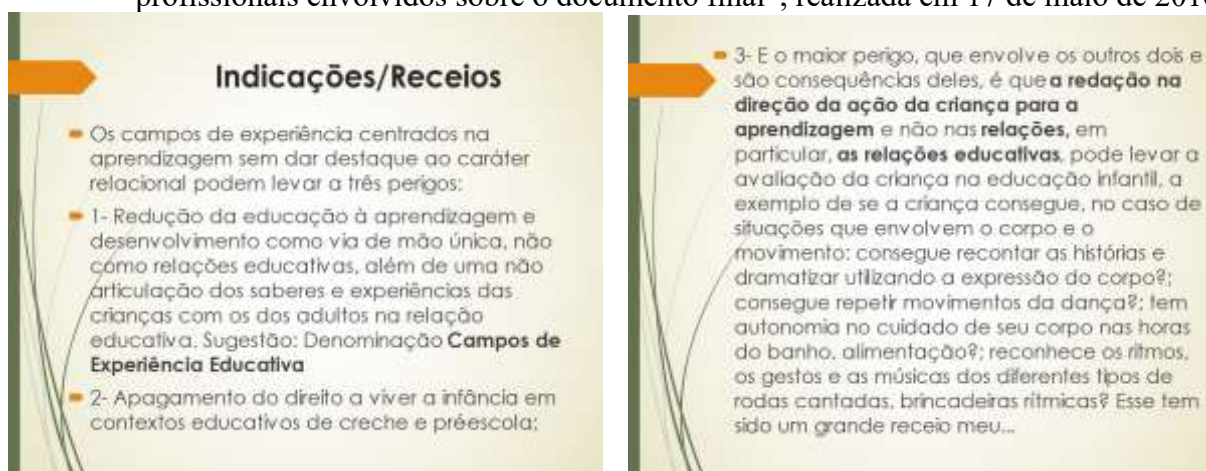 profissionais envolvidos sobre o documento final", realizada em 17 de maio de 2016
Indicações/Receios
Os campos de experiência centrados na
aprendizagem sem dar destaque ao caráter
relacional podem levar a três perigos:
1- Redução da educação à aprendizagem e
desenvolvimento como via de mão única, não
como relações educativas, além de uma não
articulação dos saberes e experiências das
crianças com os dos adultos na relação
educativa. Sugestão: Denominação Campos de
Experiência Educativa
2- Apagamento do direito a viver a infância em
contextos educativos de creche e préescola;
3- E o maior perigo, que envolve os outros dois e
são consequências deles, é que a redação na
direção da ação da criança para a
aprendizagem e não nas relações, em
particular, as relações educativas, pode levar a
avaliação da criança na educação infantil, a
exemplo de se a criança consegue, no caso de
situações que envolvem o corpo e o
movimento: consegue recontar as histórias e
dramatizar utilizando a expressão do corpo?;
consegue repetir movimentos da dança?; tem
autonomia no cuidado de seu corpo nas horas
do banho, alimentação?; reconhece os ritmos,
os gestos e as músicas dos diferentes tipos de
rodas cantadas, brincadeiras rítmicas? Esse tem
sido um grande receio meu...